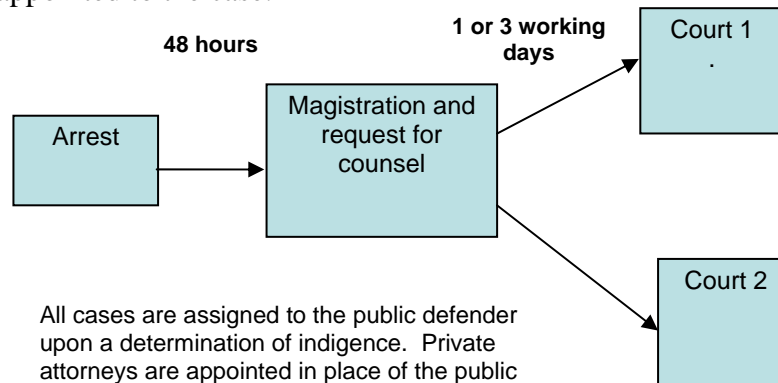 appointed to the case.
48 hours
1 or 3 working
days
Court 1
.
Arrest
Magistration and
request for
counsel
Court 2
All cases are assigned to the public defender
upon a determination of indigence. Private
attorneys are appointed in place of the public